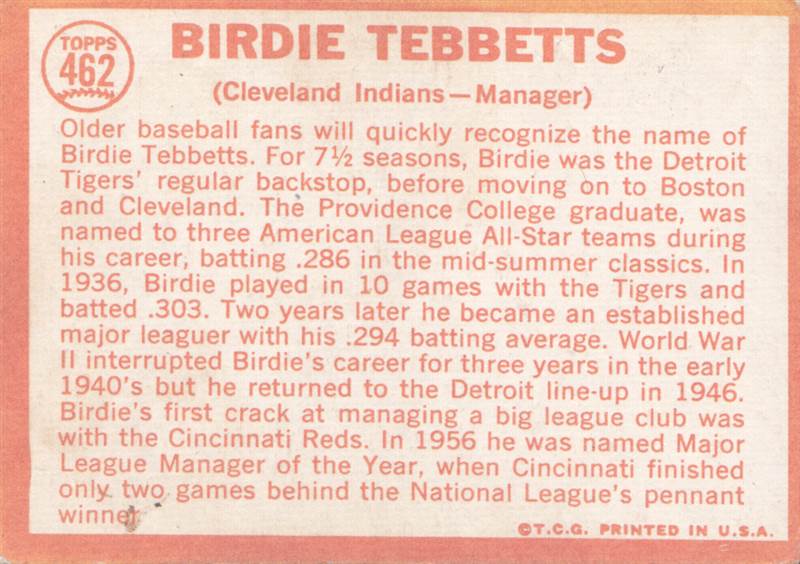 TOPPS
462
BIRDIE TEBBETTS
(Cleveland Indians—Manager)
Older baseball fans will quickly recognize the name of
Birdie Tebbetts. For 7½ seasons, Birdie was the Detroit
Tigers' regular backstop, before moving on to Boston
and Cleveland. The Providence College graduate, was
named to three American League All-Star teams during
his career, batting .286 in the mid-summer classics. In
1936, Birdie played in 10 games with the Tigers and
batted .303. Two years later he became an established
major leaguer with his .294 batting average. World War
II interrupted Birdie's career for three years in the early
1940's but he returned to the Detroit line-up in 1946.
Birdie's first crack at managing a big league club was
with the Cincinnati Reds. In 1956 he was named Major
League Manager of the Year, when Cincinnati finished
only two games behind the National League's pennant
winner
©T.C.G. PRINTED IN U.S.A.